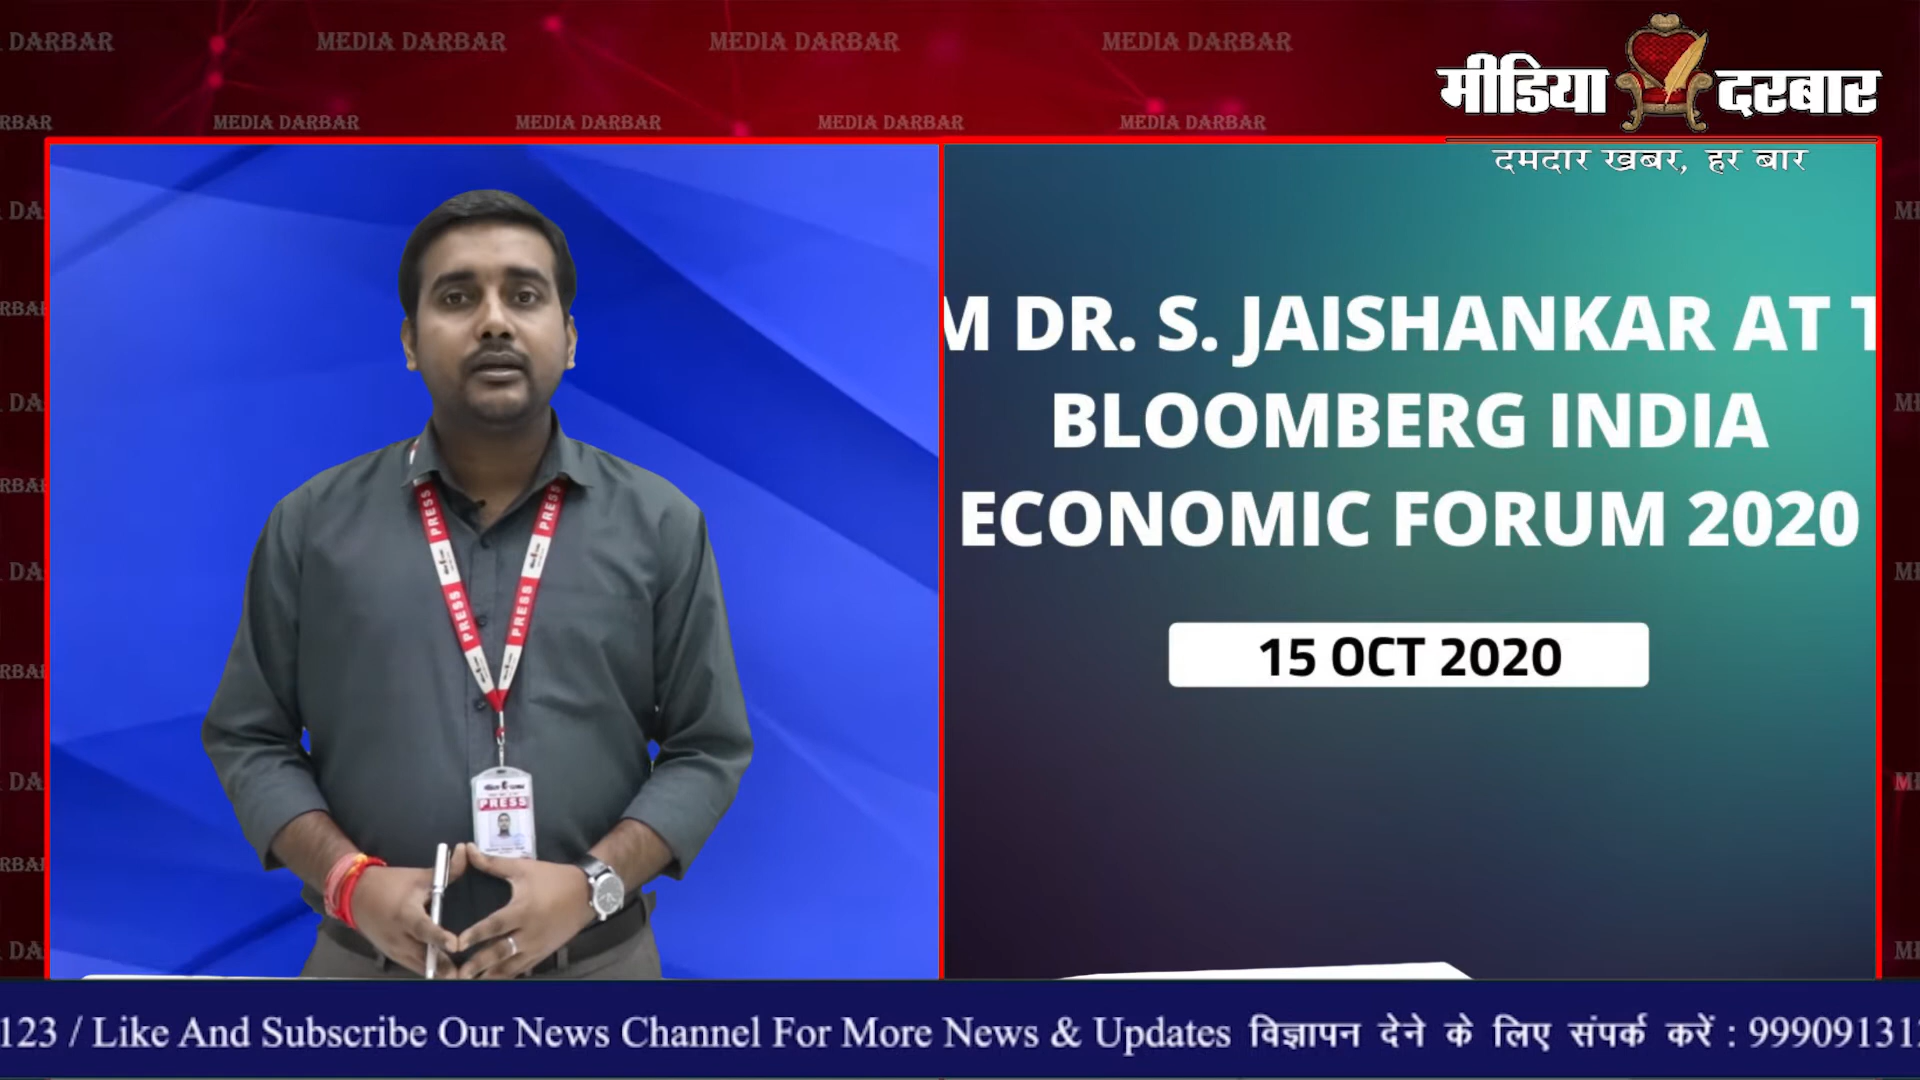 DARBAR MEDIA DARBAR MEDIA DARBAR MEDIA DARBAR
MEDIA DARBAR MEDIA DARBAR MEDIA DARBAR MEDIA DARBAR
मीडिया दरबार
दमदार खबर, हर बार
M DR. S. JAISHANKAR AT T
BLOOMBERG INDIA
ECONOMIC FORUM 2020
15 OCT 2020
PRESS PRESS
PRESS PRESS
PRESS
123 / Like And Subscribe Our News Channel For More News & Updates विज्ञापन देने के लिए संपर्क करें : 999091312